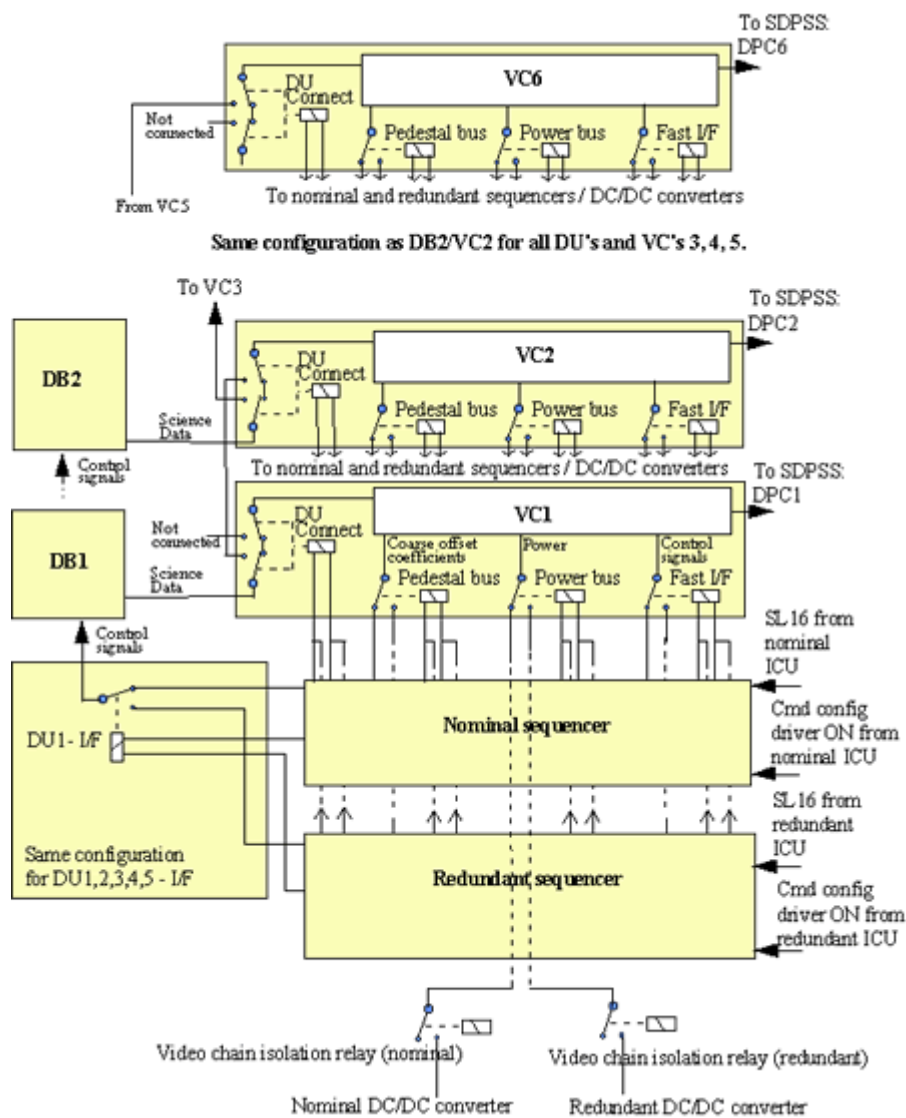 To SDPSS:
DPC6
VC6
DU
Connect
Not
connected
Pedestal bus
Power bus
Fast I/F
From VC5
To nominal and redundant sequencers / DC/DC converters
Same configuration as DB2/VC2 for all DU's and VC's 3, 4, 5.
To VC3
To SDPSS:
DPC2
VC2
DB2
DU
Connect
Pedestal bus
Power bus
Fast I/F
Science
Data
Control
signals
To nominal and redundant sequencers / DC/DC converters
To SDPSS:
DPC1
VC1
DU
Connect
Not
connected
DB1
Coarse offset
coefficients
Power
Control
signals
Pedestal bus
Power bus
Fast I/F
Science
Data
Control
signals
SL 16 from
nominal
ICU
Nominal sequencer
DU1- I/F
Cmd config
driver ON from
nominal ICU
SL 16 from
redundant
ICU
Same configuration
for DU1,2,3,4,5 - I/F
Redundant sequencer
Cmd config
driver ON from
redundant ICU
Video chain isolation relay (nominal)
Video chain isolation relay (redundant)
Nominal DC/DC converter
Redundant DC/DC converter